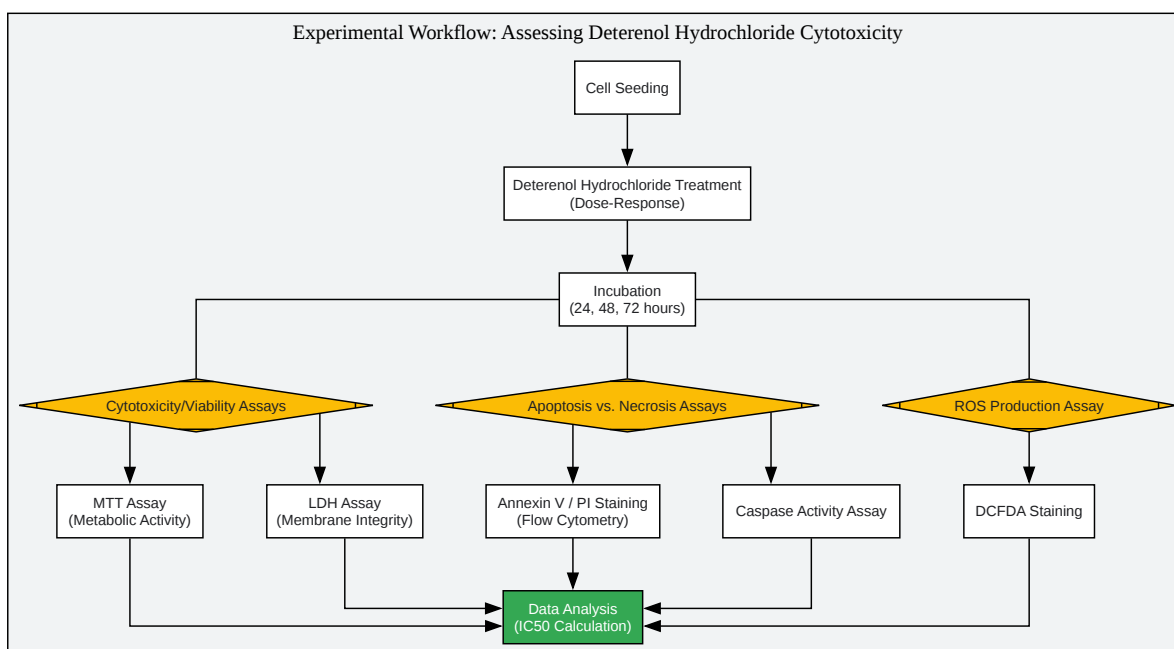 Experimental Workflow: Assessing Deterenol Hydrochloride Cytotoxicity
Cell Seeding
Deterenol Hydrochloride Treatment
(Dose-Response)
Incubation
(24, 48, 72 hours)
Cytotoxicity/Viability Assays
Apoptosis vs. Necrosis Assays
ROS Production Assay
MTT Assay
(Metabolic Activity)
LDH Assay
(Membrane Integrity)
Annexin V / PI Staining
(Flow Cytometry)
Caspase Activity Assay
DCFDA Staining
Data Analysis
(IC50 Calculation)